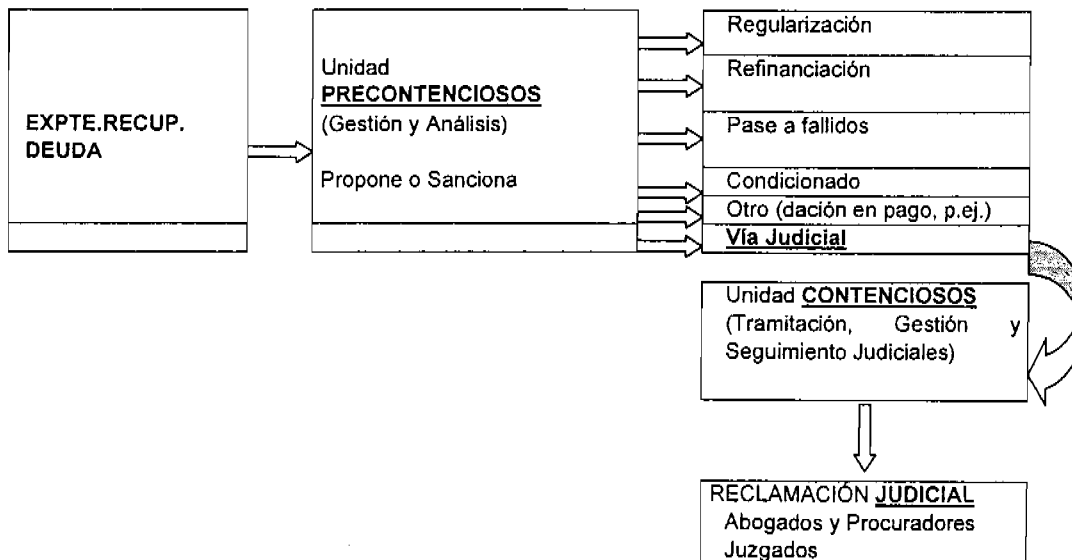 EXPTE.RECUP.
DEUDA
Unidad
PRECONTENCIOSOS
(Gestión y Análisis)
Propone o Sanciona
Regularización
Refinanciación
Pase a fallidos
Condicionado
Otro (dación en pago, p.ej.)
Vía Judicial
Unidad CONTENCIOSOS
(Tramitación, Gestión y
Seguimiento Judiciales)
RECLAMACIÓN JUDICIAL
Abogados y Procuradores
Juzgados